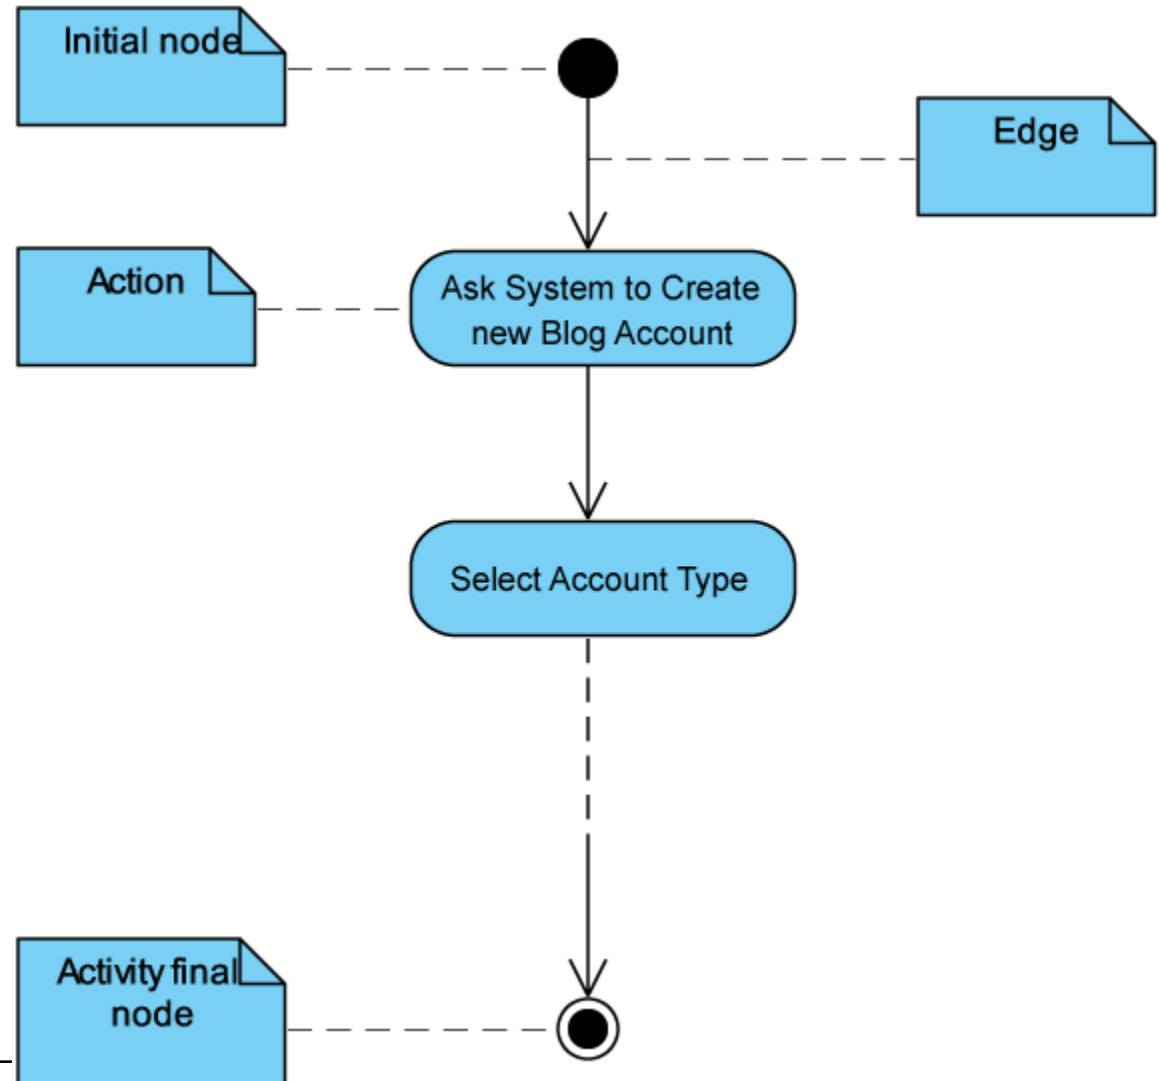 Initial node
Edge
Action
Ask System to Create
new Blog Account
Select Account Type
Activity final
node